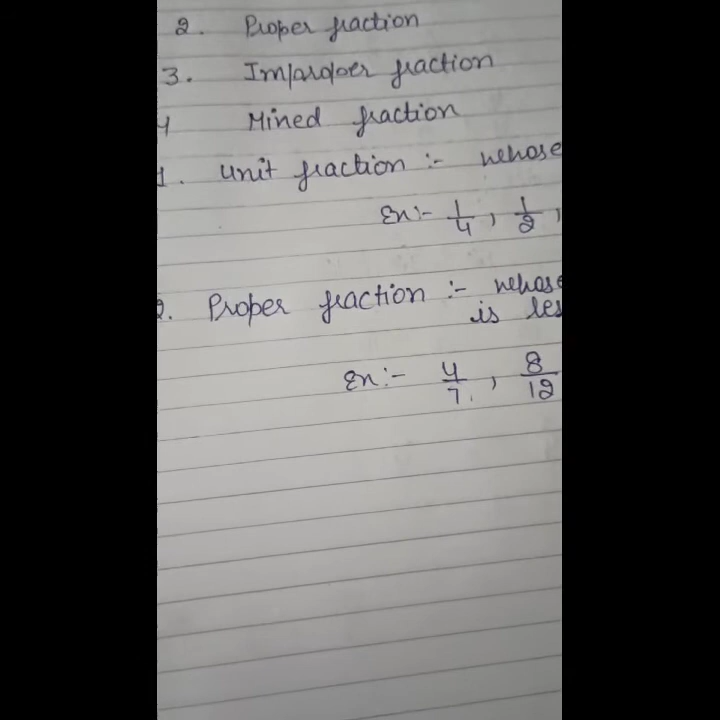 2. Proper fraction
3. Improper fraction
4 Mixed fraction
1. Unit fraction :- whose
Ex:- 1/4, 1/2,
2. Proper fraction :- whose
is les
Ex:- 4/7, 8/12